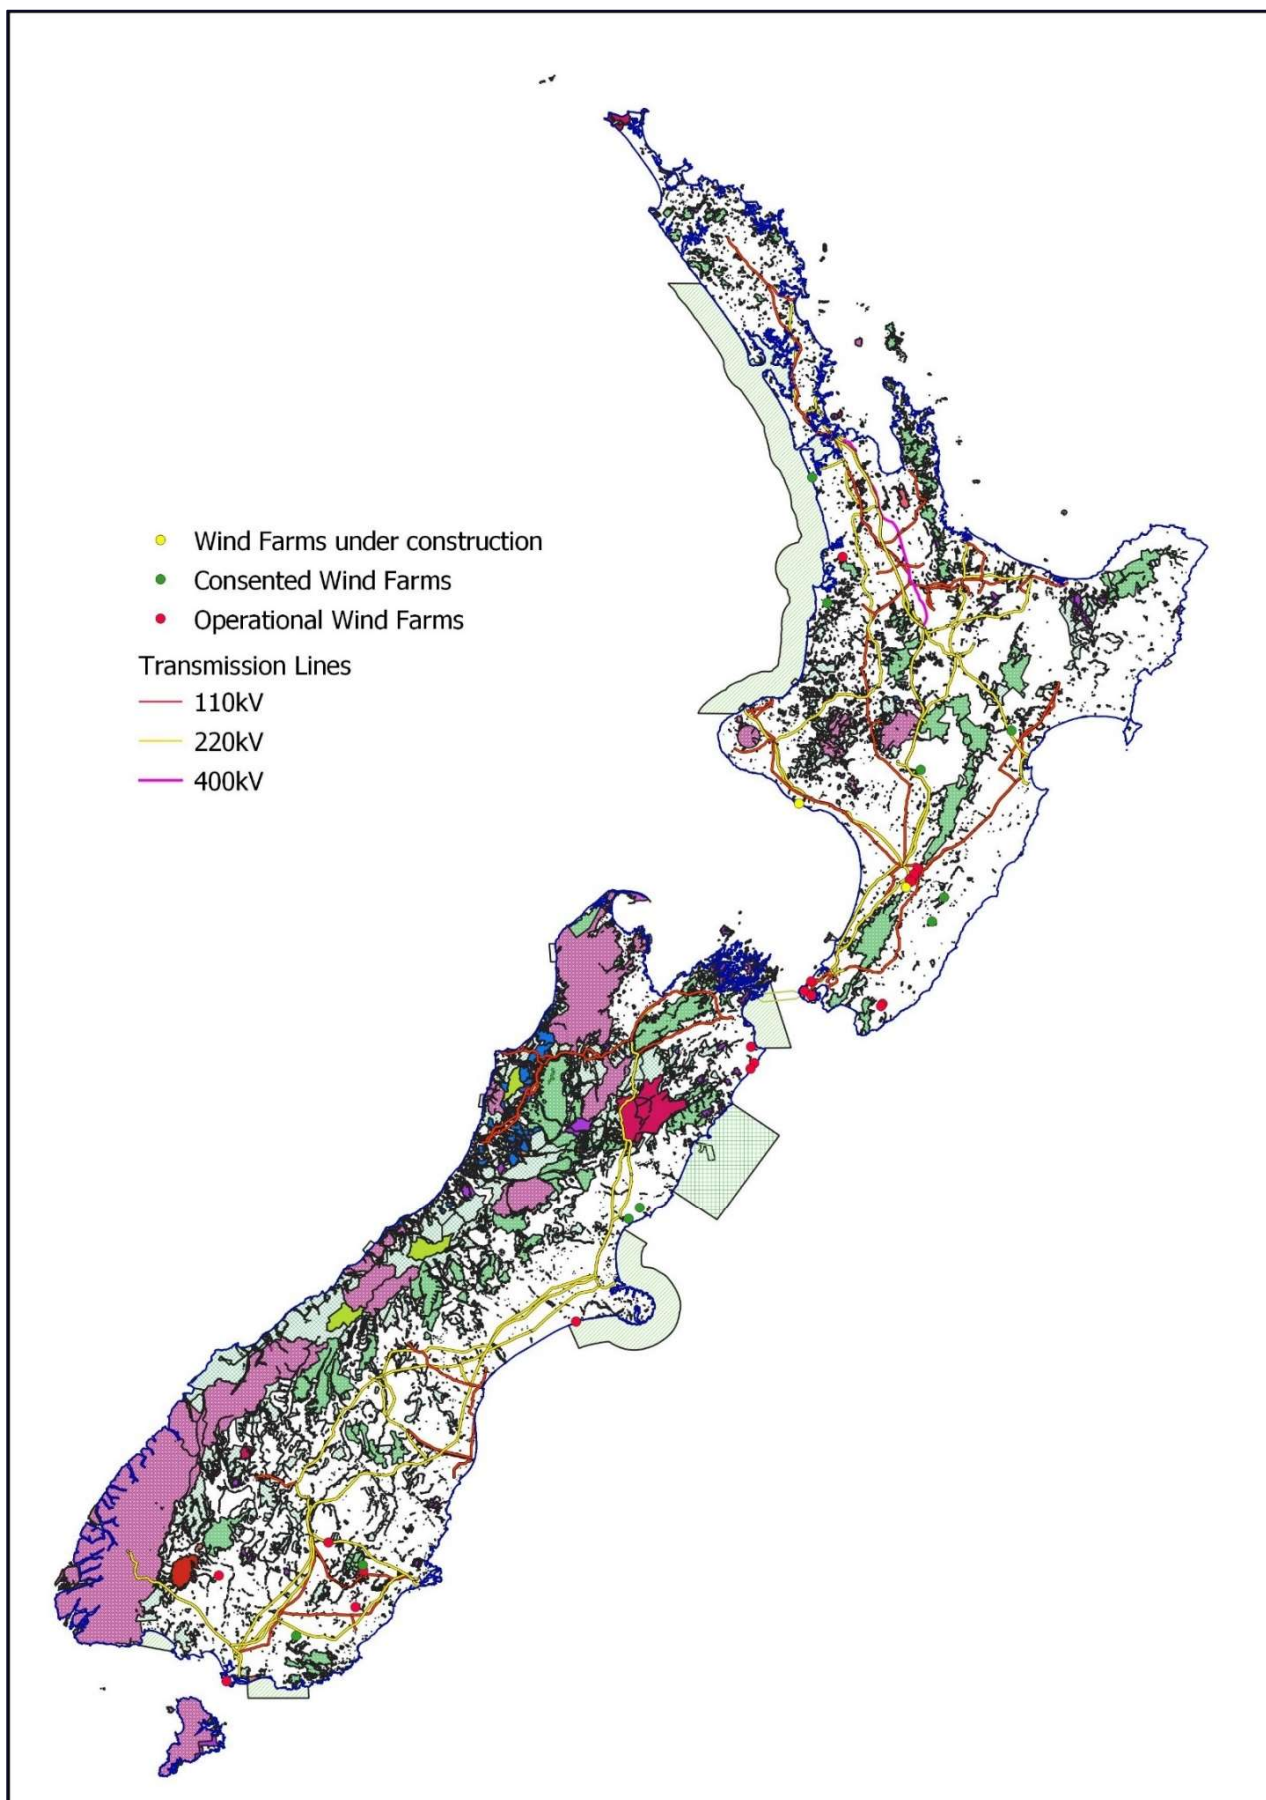 Wind Farms under construction
Consented Wind Farms
Operational Wind Farms
Transmission Lines
110kV
220kV
400kV